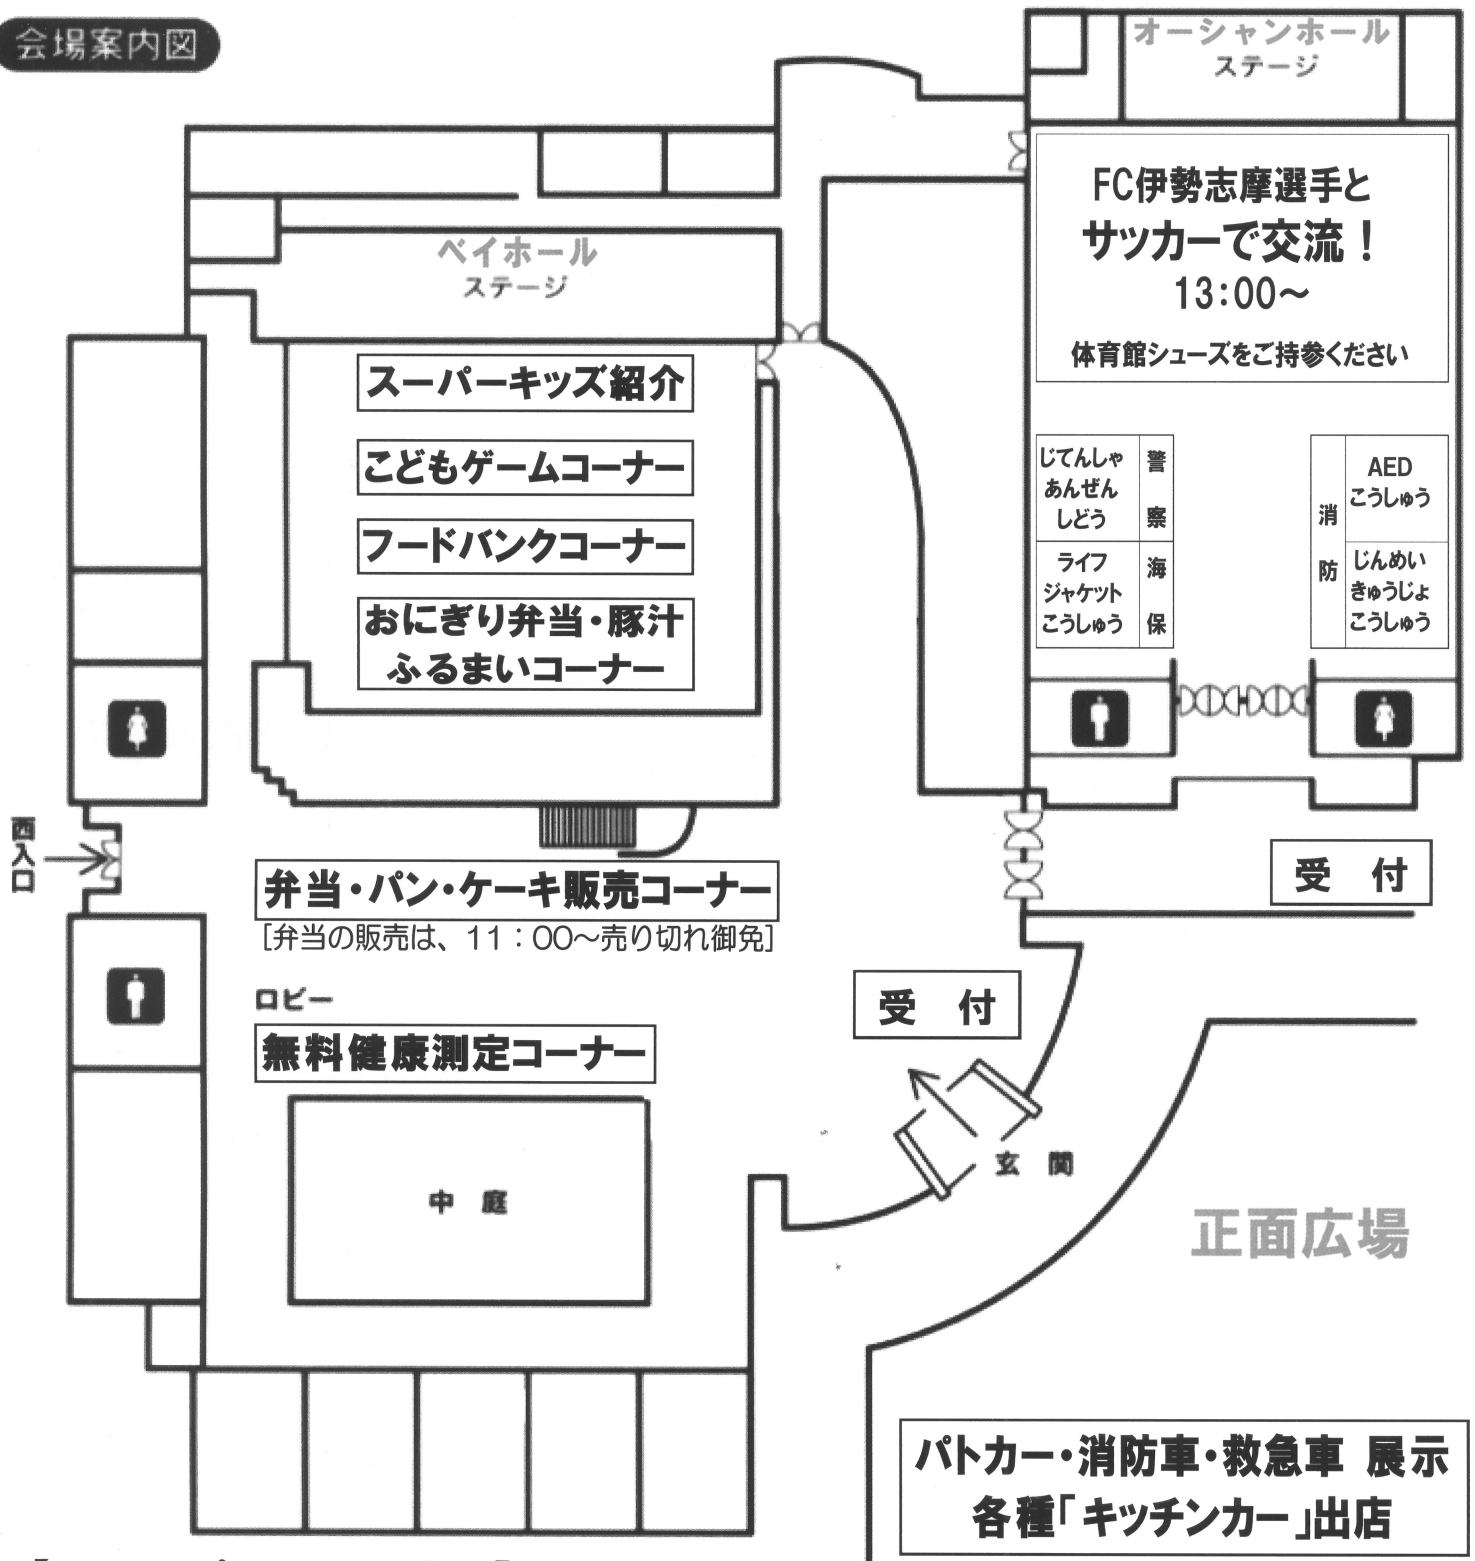 会場案内図
オーシャンホール
ステージ
FC伊勢志摩選手と
サッカーで交流！
13:00〜
体育館シューズをご持参ください
ベイホール
ステージ
スーパーキッズ紹介
こどもゲームコーナー
フードバンクコーナー
おにぎり弁当・豚汁
ふるまいコーナー
じてんしゃ
あんぜん
しどう
警察
ライフ
ジャケット
こうしゅう
海保
消防
AED
こうしゅう
じんめい
きゅうじょ
こうしゅう
西入口
弁当・パン・ケーキ販売コーナー
[弁当の販売は、11：00〜売り切れ御免]
受　付
ロビー
受　付
無料健康測定コーナー
中　庭
玄　関
正面広場
パトカー・消防車・救急車 展示
各種「キッチンカー」出店